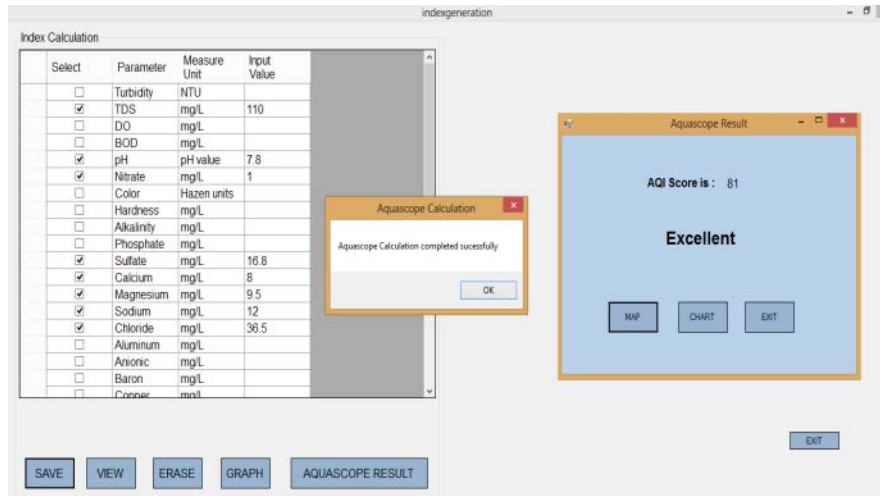 indexgeneration
Index Calculation
Select Parameter Measure Unit Input Value
Turbidity NTU
TDS mg/L 110
DO mg/L
BOD mg/L
pH pH value 7.8
Nitrate mg/L 1
Color Hazen units
Hardness mg/L
Alkalinity mg/L
Phosphate mg/L
Sulfate mg/L 16.8
Calcium mg/L 8
Magnesium mg/L 9.5
Sodium mg/L 12
Chloride mg/L 36.5
Aluminum mg/L
Anionic mg/L
Baron mg/L
Copper mg/L
SAVE VIEW ERASE GRAPH AQUASCOPE RESULT
Aquascope Calculation
Aquascope Calculation completed sucessfully
OK
Aquascope Result
AQI Score is : 81
Excellent
MAP CHART EXIT
EXIT